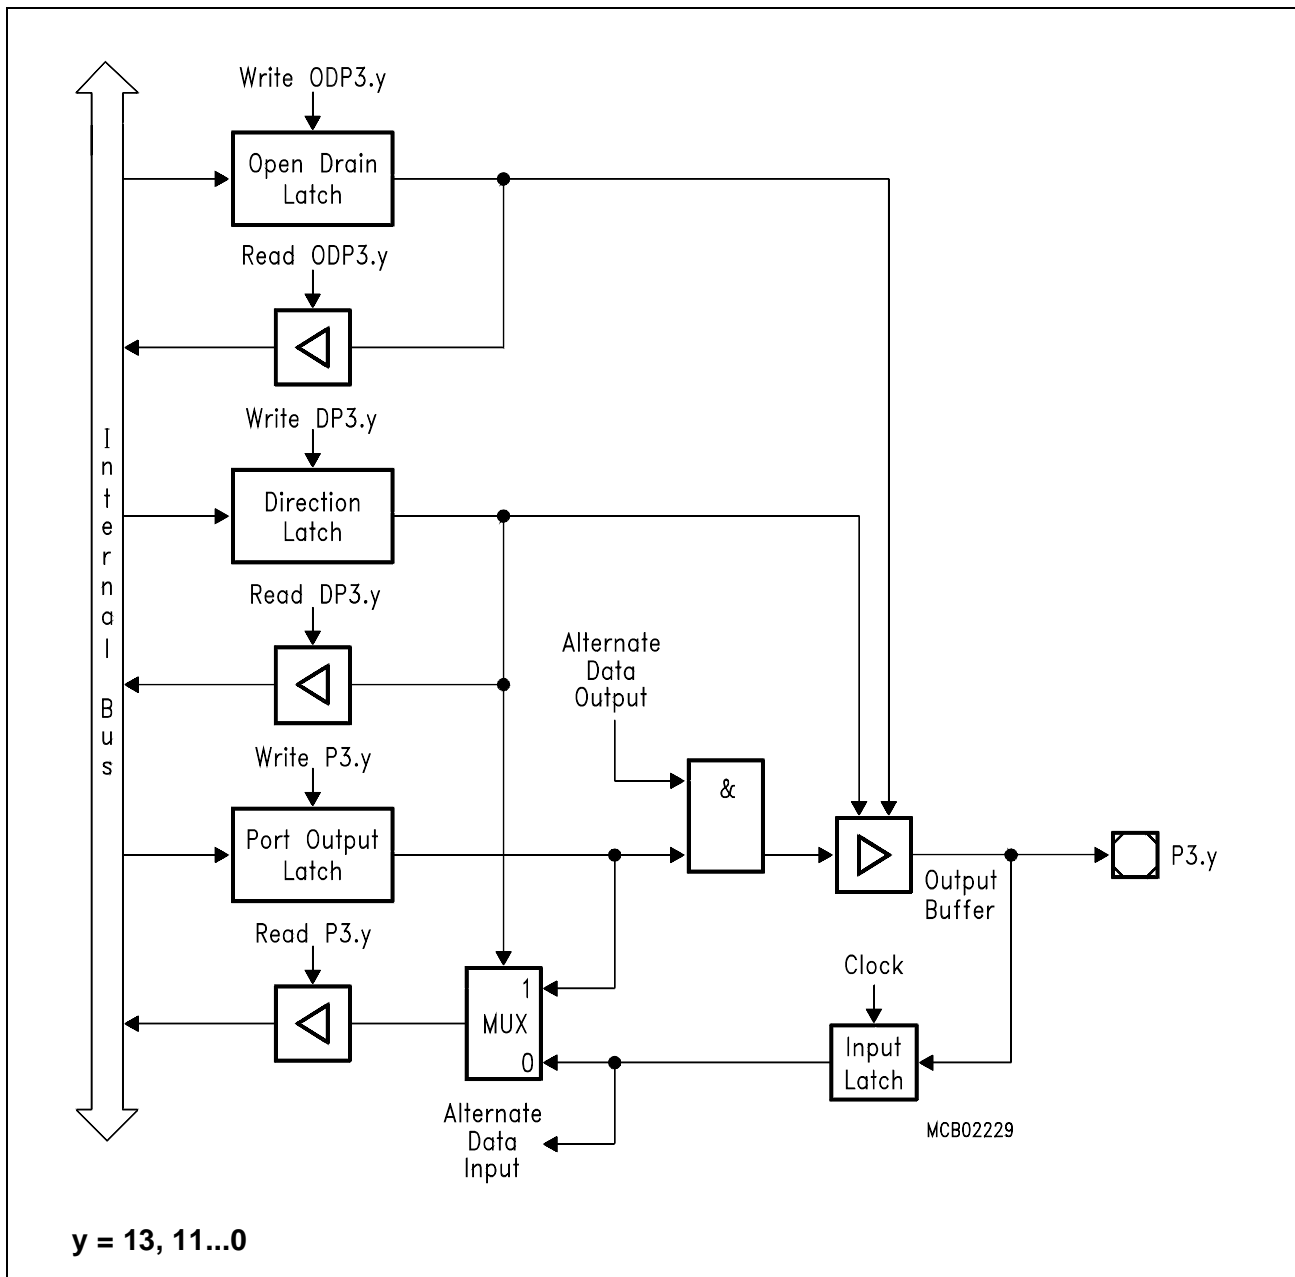 Write ODP3.y
Open Drain
Latch
Read ODP3.y
Write DP3.y
Direction
Latch
Read DP3.y
Internal Bus
Alternate
Data
Output
Write P3.y
&
Port Output
Latch
Output
Buffer
P3.y
Read P3.y
Clock
1
MUX
0
Input
Latch
Alternate
Data
Input
MCB02229
y = 13, 11...0